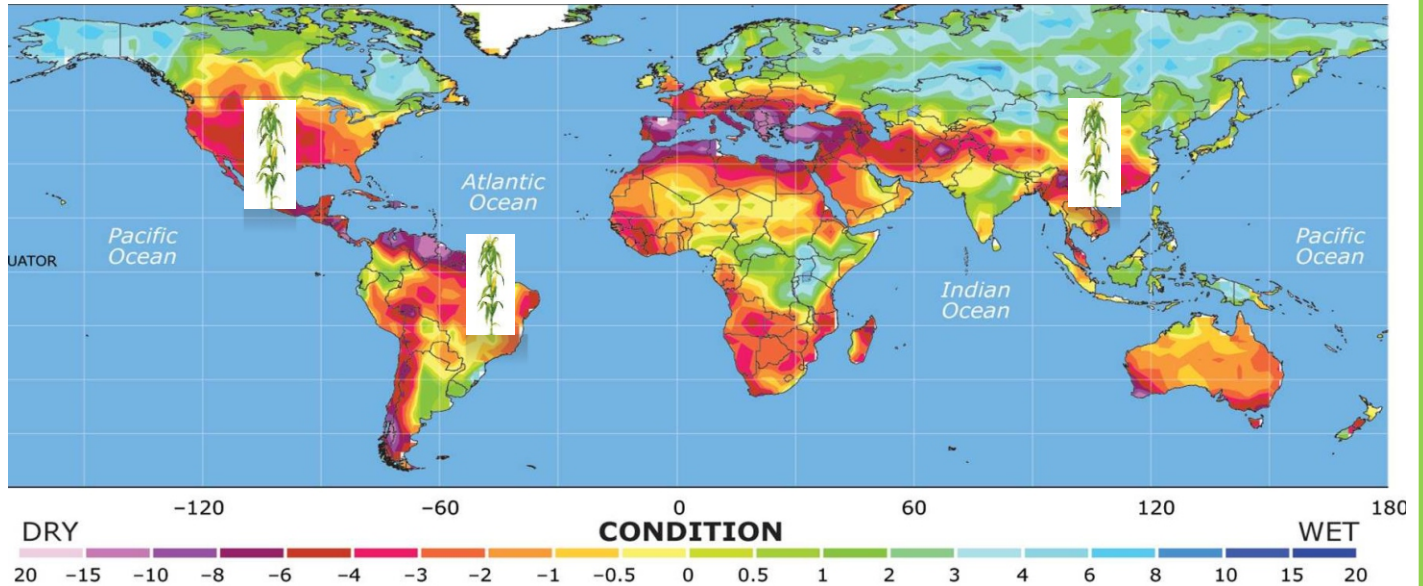 Atlantic
Ocean
Pacific
Ocean
Pacific
Ocean
UATOR
Indian
Ocean
-120
-60
0
60
120
180
DRY
CONDITION
WET
20
-15
-10
-8
-6
-4
-3
-2
-1
-0.5
0
0.5
1
2
3
4
6
8
10
15
20